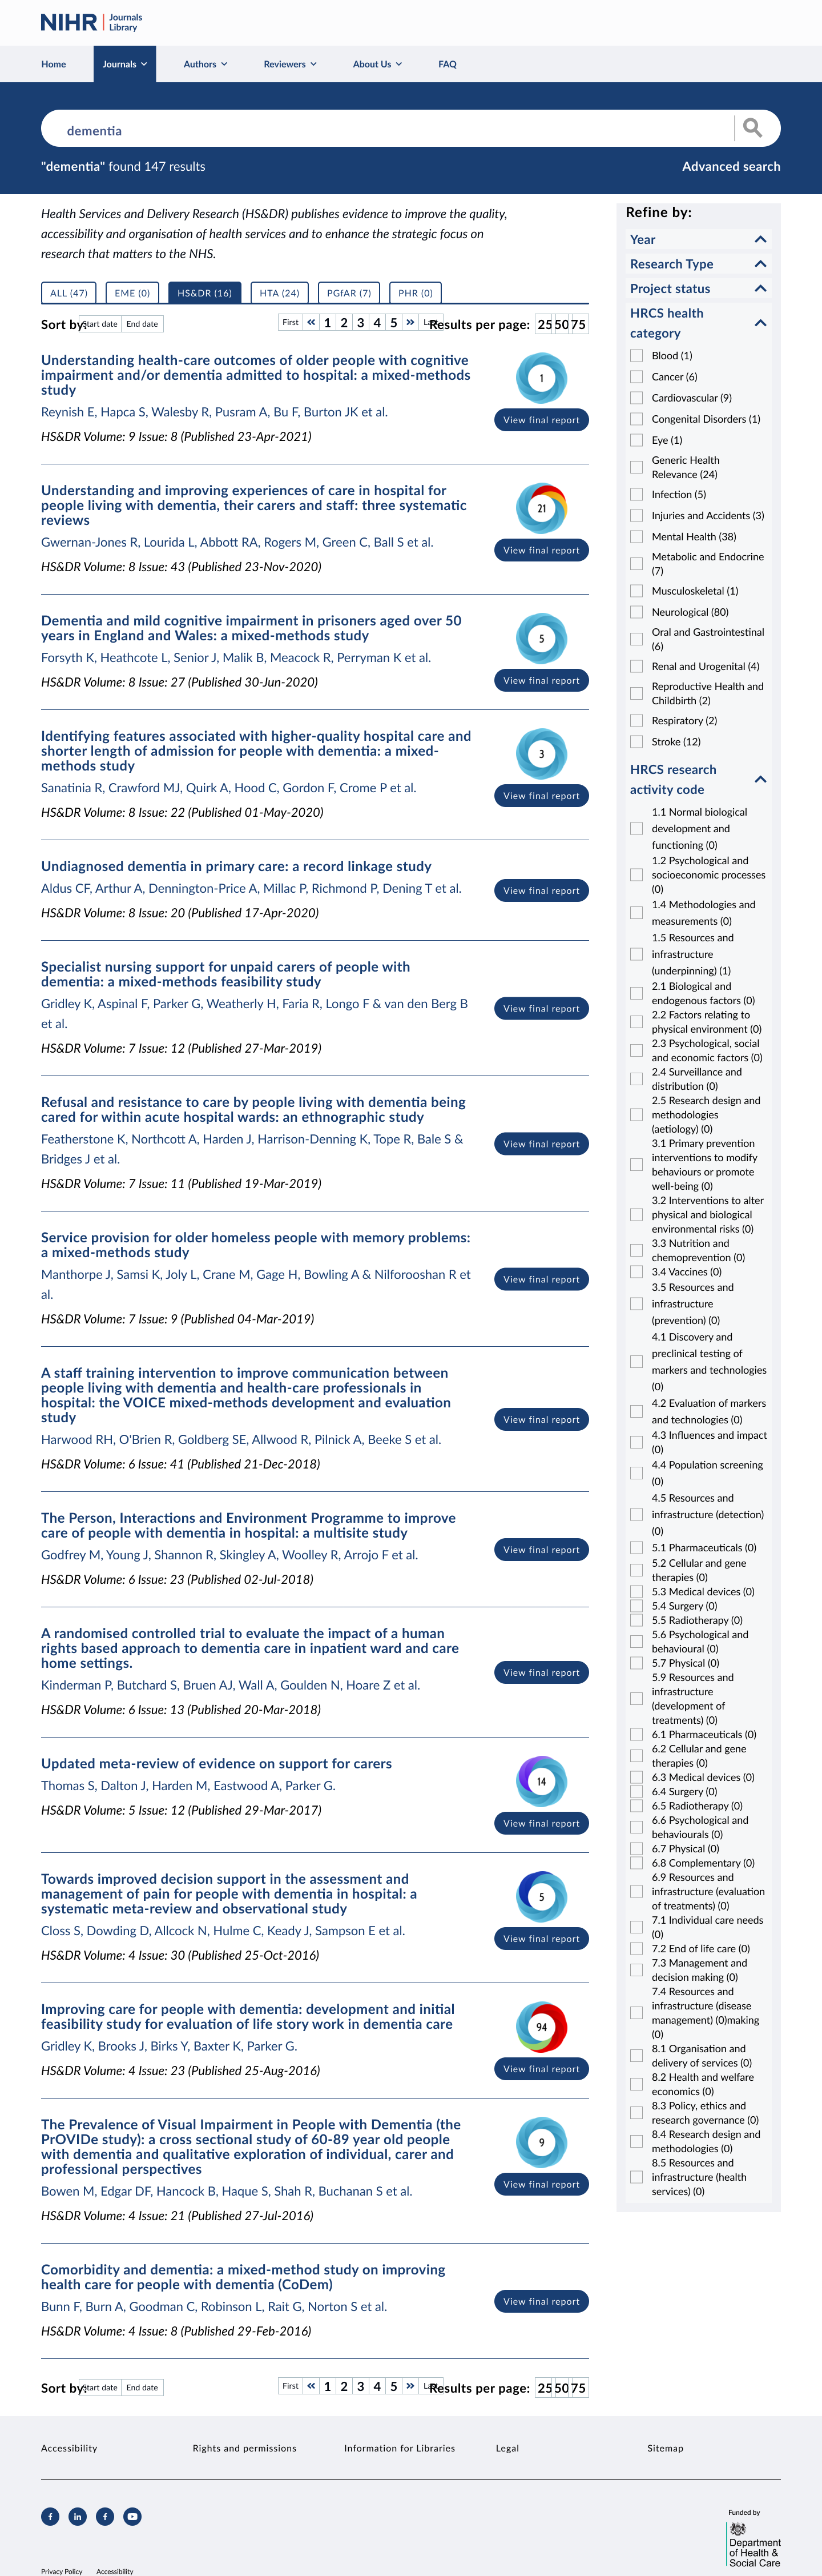 NIHR | Journals Library
Home
Journals
Authors
Reviewers
About Us
FAQ
dementia
"dementia" found 147 results
Advanced search
Health Services and Delivery Research (HS&DR) publishes evidence to improve the quality,
accessibility and organisation of health services and to enhance the strategic focus on
research that matters to the NHS.
ALL (47)
EME (0)
HS&DR (16)
HTA (24)
PGfAR (7)
PHR (0)
Sort by:
Start date
End date
First « 1 2 3 4 5 »
Results per page: 25 50 75
Understanding health-care outcomes of older people with cognitive
impairment and/or dementia admitted to hospital: a mixed-methods
study
Reynish E, Hapca S, Walesby R, Pusram A, Bu F, Burton JK et al.
HS&DR Volume: 9 Issue: 8 (Published 23-Apr-2021)
1
View final report
Understanding and improving experiences of care in hospital for
people living with dementia, their carers and staff: three systematic
reviews
Gwernan-Jones R, Lourida I, Abbott RA, Rogers M, Green C, Ball S et al.
HS&DR Volume: 8 Issue: 43 (Published 23-Nov-2020)
21
View final report
Dementia and mild cognitive impairment in prisoners aged over 50
years in England and Wales: a mixed-methods study
Forsyth K, Heathcote L, Senior J, Malik B, Meacock R, Perryman K et al.
HS&DR Volume: 8 Issue: 27 (Published 30-Jun-2020)
5
View final report
Identifying features associated with higher-quality hospital care and
shorter length of admission for people with dementia: a mixed-
methods study
Sanatinia R, Crawford MJ, Quirk A, Hood C, Gordon F, Crome P et al.
HS&DR Volume: 8 Issue: 22 (Published 01-May-2020)
3
View final report
Undiagnosed dementia in primary care: a record linkage study
Aldus CF, Arthur A, Dennington-Price A, Millac P, Richmond P, Dening T et al.
HS&DR Volume: 8 Issue: 20 (Published 17-Apr-2020)
View final report
Specialist nursing support for unpaid carers of people with
dementia: a mixed-methods feasibility study
Gridley K, Aspinal F, Parker G, Weatherly H, Faria R, Longo F & van den Berg B
et al.
HS&DR Volume: 7 Issue: 12 (Published 27-Mar-2019)
View final report
Refusal and resistance to care by people living with dementia being
cared for within acute hospital wards: an ethnographic study
Featherstone K, Northcott A, Harden J, Harrison-Denning K, Tope R, Bale S &
Bridges J et al.
HS&DR Volume: 7 Issue: 11 (Published 19-Mar-2019)
View final report
Service provision for older homeless people with memory problems:
a mixed-methods study
Manthorpe J, Samsi K, Joly L, Crane M, Gage H, Bowling A & Nilforooshan R et
al.
HS&DR Volume: 7 Issue: 9 (Published 04-Mar-2019)
View final report
A staff training intervention to improve communication between
people living with dementia and health-care professionals in
hospital: the VOICE mixed-methods development and evaluation
study
Harwood RH, O'Brien R, Goldberg SE, Allwood R, Pilnick A, Beeke S et al.
HS&DR Volume: 6 Issue: 41 (Published 21-Dec-2018)
View final report
The Person, Interactions and Environment Programme to improve
care of people with dementia in hospital: a multisite study
Godfrey M, Young J, Shannon R, Skingley A, Woolley R, Arrojo F et al.
HS&DR Volume: 6 Issue: 23 (Published 02-Jul-2018)
View final report
A randomised controlled trial to evaluate the impact of a human
rights based approach to dementia care in inpatient ward and care
home settings.
Kinderman P, Butchard S, Bruen AJ, Wall A, Goulden N, Hoare Z et al.
HS&DR Volume: 6 Issue: 13 (Published 20-Mar-2018)
View final report
Updated meta-review of evidence on support for carers
Thomas S, Dalton J, Harden M, Eastwood A, Parker G.
HS&DR Volume: 5 Issue: 12 (Published 29-Mar-2017)
14
View final report
Towards improved decision support in the assessment and
management of pain for people with dementia in hospital: a
systematic meta-review and observational study
Closs S, Dowding D, Allcock N, Hulme C, Keady J, Sampson E et al.
HS&DR Volume: 4 Issue: 30 (Published 25-Oct-2016)
5
View final report
Improving care for people with dementia: development and initial
feasibility study for evaluation of life story work in dementia care
Gridley K, Brooks J, Birks Y, Baxter K, Parker G.
HS&DR Volume: 4 Issue: 23 (Published 25-Aug-2016)
94
View final report
The Prevalence of Visual Impairment in People with Dementia (the
PrOVIDe study): a cross sectional study of 60-89 year old people
with dementia and qualitative exploration of individual, carer and
professional perspectives
Bowen M, Edgar DF, Hancock B, Haque S, Shah R, Buchanan S et al.
HS&DR Volume: 4 Issue: 21 (Published 27-Jul-2016)
9
View final report
Comorbidity and dementia: a mixed-method study on improving
health care for people with dementia (CoDem)
Bunn F, Burn A, Goodman C, Robinson L, Rait G, Norton S et al.
HS&DR Volume: 4 Issue: 8 (Published 29-Feb-2016)
View final report
Sort by:
Start date
End date
First « 1 2 3 4 5 »
Results per page: 25 50 75
Refine by:
Year
Research Type
Project status
HRCS health
category
Blood (1)
Cancer (6)
Cardiovascular (9)
Congenital Disorders (1)
Eye (1)
Generic Health
Relevance (24)
Infection (5)
Injuries and Accidents (3)
Mental Health (38)
Metabolic and Endocrine
(7)
Musculoskeletal (1)
Neurological (80)
Oral and Gastrointestinal
(6)
Renal and Urogenital (4)
Reproductive Health and
Childbirth (2)
Respiratory (2)
Stroke (12)
HRCS research
activity code
1.1 Normal biological
development and
functioning (0)
1.2 Psychological and
socioeconomic processes
(0)
1.4 Methodologies and
measurements (0)
1.5 Resources and
infrastructure
(underpinning) (1)
2.1 Biological and
endogenous factors (0)
2.2 Factors relating to
physical environment (0)
2.3 Psychological, social
and economic factors (0)
2.4 Surveillance and
distribution (0)
2.5 Research design and
methodologies
(aetiology) (0)
3.1 Primary prevention
interventions to modify
behaviours or promote
well-being (0)
3.2 Interventions to alter
physical and biological
environmental risks (0)
3.3 Nutrition and
chemoprevention (0)
3.4 Vaccines (0)
3.5 Resources and
infrastructure
(prevention) (0)
4.1 Discovery and
preclinical testing of
markers and technologies
(0)
4.2 Evaluation of markers
and technologies (0)
4.3 Influences and impact
(0)
4.4 Population screening
(0)
4.5 Resources and
infrastructure (detection)
(0)
5.1 Pharmaceuticals (0)
5.2 Cellular and gene
therapies (0)
5.3 Medical devices (0)
5.4 Surgery (0)
5.5 Radiotherapy (0)
5.6 Psychological and
behavioural (0)
5.7 Physical (0)
5.9 Resources and
infrastructure
(development of
treatments) (0)
6.1 Pharmaceuticals (0)
6.2 Cellular and gene
therapies (0)
6.3 Medical devices (0)
6.4 Surgery (0)
6.5 Radiotherapy (0)
6.6 Psychological and
behaviourals (0)
6.7 Physical (0)
6.8 Complementary (0)
6.9 Resources and
infrastructure (evaluation
of treatments) (0)
7.1 Individual care needs
(0)
7.2 End of life care (0)
7.3 Management and
decision making (0)
7.4 Resources and
infrastructure (disease
management) (0)making
(0)
8.1 Organisation and
delivery of services (0)
8.2 Health and welfare
economics (0)
8.3 Policy, ethics and
research governance (0)
8.4 Research design and
methodologies (0)
8.5 Resources and
infrastructure (health
services) (0)
Accessibility
Rights and permissions
Information for Libraries
Legal
Sitemap
Funded by
Department
of Health &
Social Care
Privacy Policy
Accessibility